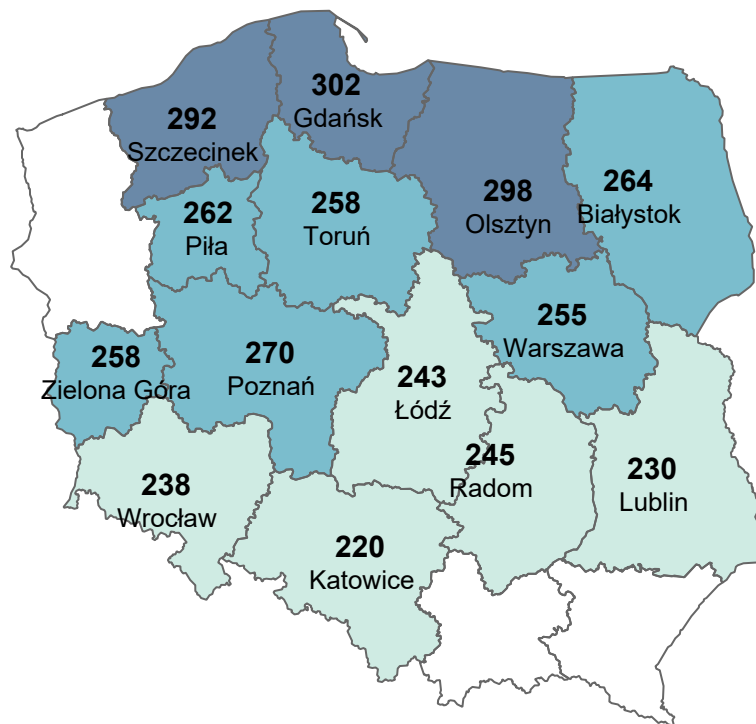 302
Gdańsk
292
Szczecinek
298
Olsztyn
264
Białystok
262
Piła
258
Toruń
255
Warszawa
258
Zielona Góra
270
Poznań
243
Łódź
245
Radom
230
Lublin
238
Wrocław
220
Katowice